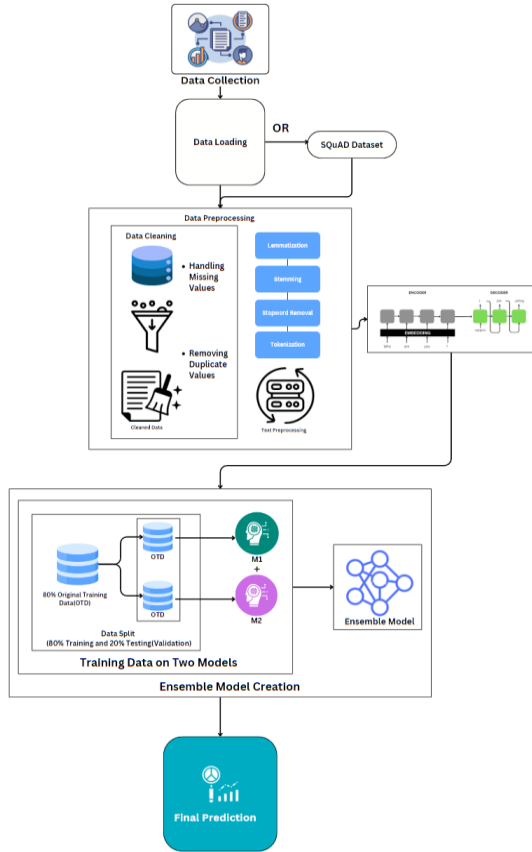 Data Collection
Data Loading
OR
SQuAD Dataset
Data Preprocessing
Data Cleaning
• Handling
Missing
Values
• Removing
Duplicate
Values
Cleaned Data
Lemmatization
Stemming
Stopword Removal
Tokenization
Text Preprocessing
ENCODER
DECODER
EMBEDDING
you
80% Original Training
Data(OTD)
OTD
OTD
M1
+
M2
Data Split
(80% Training and 20% Testing(Validation)
Training Data on Two Models
Ensemble Model
Ensemble Model Creation
Final Prediction